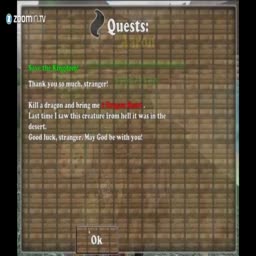 zoomin.tv
Quests:
Save the Kingdom
Thank you so much, stranger!
Kill a dragon and bring me
Last time I saw this creature from hell it was in the
desert.
Good luck, stranger. May God be with you!
Ok